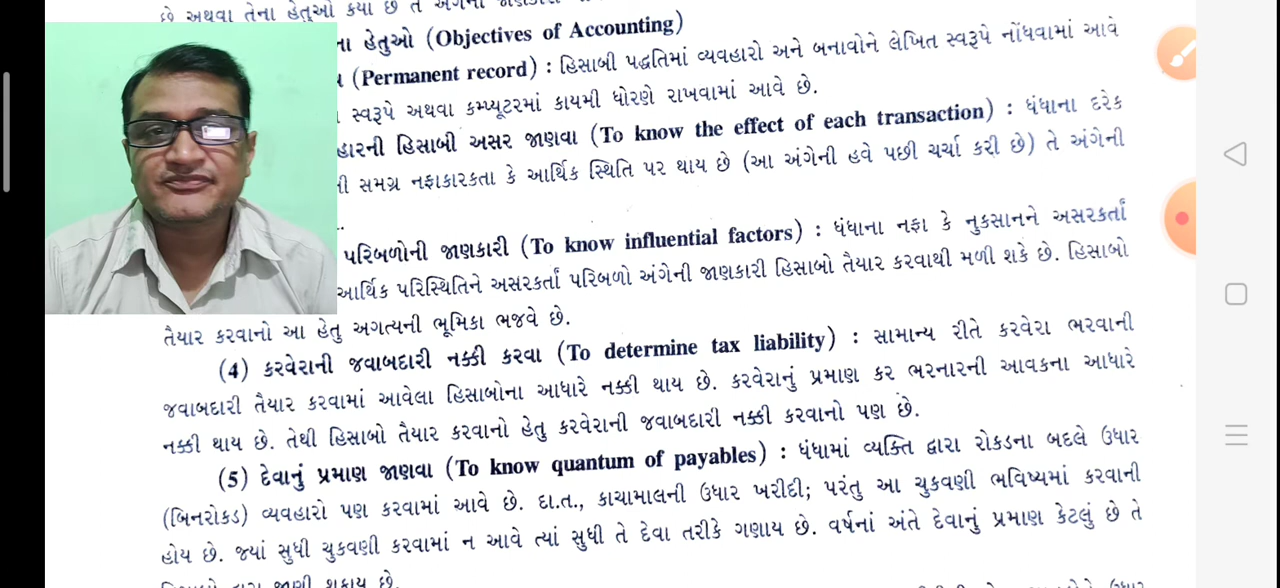 છે અથવા તેના હેતુઓ કયા છે તે અંગેની
ના હેતુઓ (Objectives of Accounting)
(Permanent record) : હિસાબી પદ્ધતિમાં વ્યવહારો અને બનાવોને લેખિત સ્વરૂપે નોંધવામાં આવે
સ્વરૂપે અથવા કમ્પ્યૂટરમાં કાયમી ધોરણે રાખવામાં આવે છે.
હારની હિસાબી અસર જાણવા (To know the effect of each transaction) : ધંધાના દરેક
ની સમગ્ર નફાકારકતા કે આર્થિક સ્થિતિ પર થાય છે (આ અંગેની હવે પછી ચર્ચા કરી છે) તે અંગેની
..
પરિબળોની જાણકારી (To know influential factors) : ધંધાના નફા કે નુકસાનને અસરકર્તા
આર્થિક પરિસ્થિતિને અસરકર્તા પરિબળો અંગેની જાણકારી હિસાબો તૈયાર કરવાથી મળી શકે છે. હિસાબો
તૈયાર કરવાનો આ હેતુ અગત્યની ભૂમિકા ભજવે છે.
(4) કરવેરાની જવાબદારી નક્કી કરવા (To determine tax liability) : સામાન્ય રીતે કરવેરા ભરવાની
જવાબદારી તૈયાર કરવામાં આવેલા હિસાબોના આધારે નક્કી થાય છે. કરવેરાનું પ્રમાણ કર ભરનારની આવકના આધારે
નક્કી થાય છે. તેથી હિસાબો તૈયાર કરવાનો હેતુ કરવેરાની જવાબદારી નક્કી કરવાનો પણ છે.
(5) દેવાનું પ્રમાણ જાણવા (To know quantum of payables) : ધંધામાં વ્યક્તિ દ્વારા રોકડના બદલે ઉધાર
(બિનરોકડ) વ્યવહારો પણ કરવામાં આવે છે. દા.ત., કાચામાલની ઉધાર ખરીદી; પરંતુ આ ચુકવણી ભવિષ્યમાં કરવાની
હોય છે. જ્યાં સુધી ચુકવણી કરવામાં ન આવે ત્યાં સુધી તે દેવા તરીકે ગણાય છે. વર્ષનાં અંતે દેવાનું પ્રમાણ કેટલું છે તે
જાણી શકાય છે.